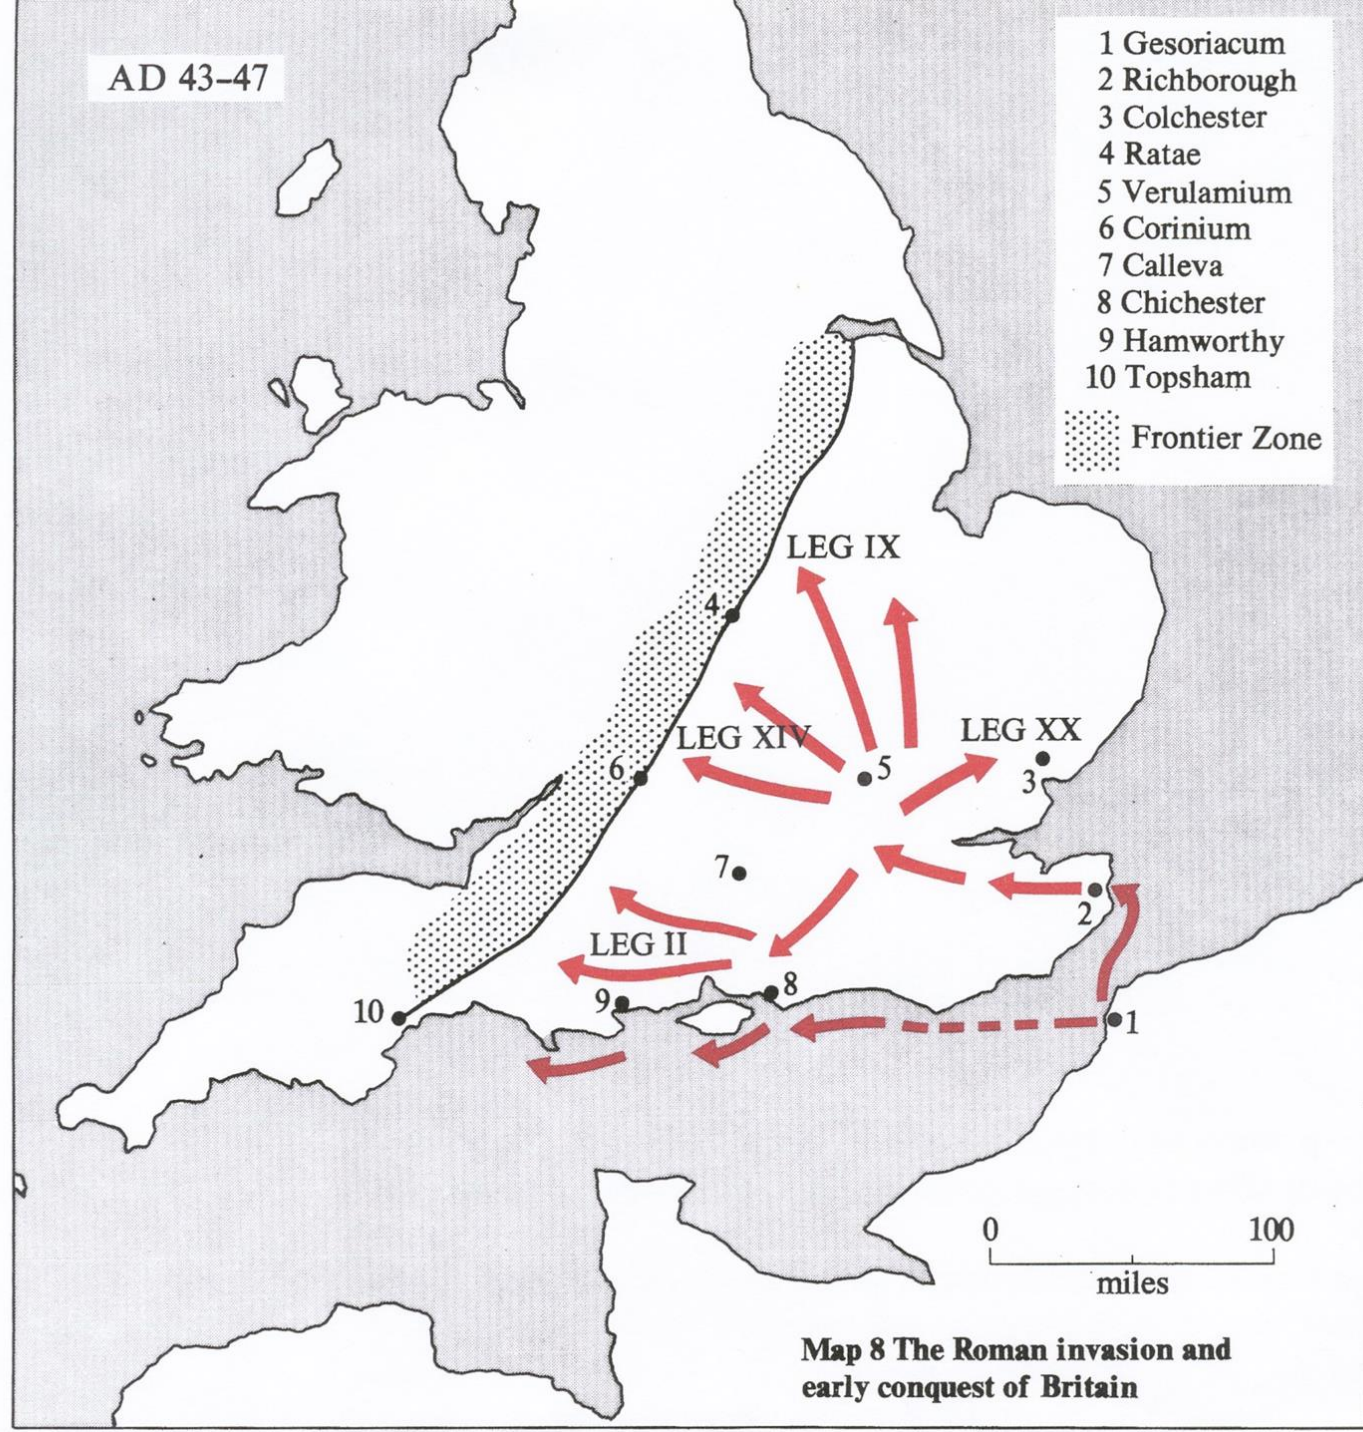 AD 43–47
1 Gesoriacum
2 Richborough
3 Colchester
4 Ratae
5 Verulamium
6 Corinium
7 Calleva
8 Chichester
9 Hamworthy
10 Topsham
Frontier Zone
LEG IX
4
LEG XIV
LEG XX
6
5
3
7
2
LEG II
8
9
10
1
0 100
miles
Map 8 The Roman invasion and
early conquest of Britain